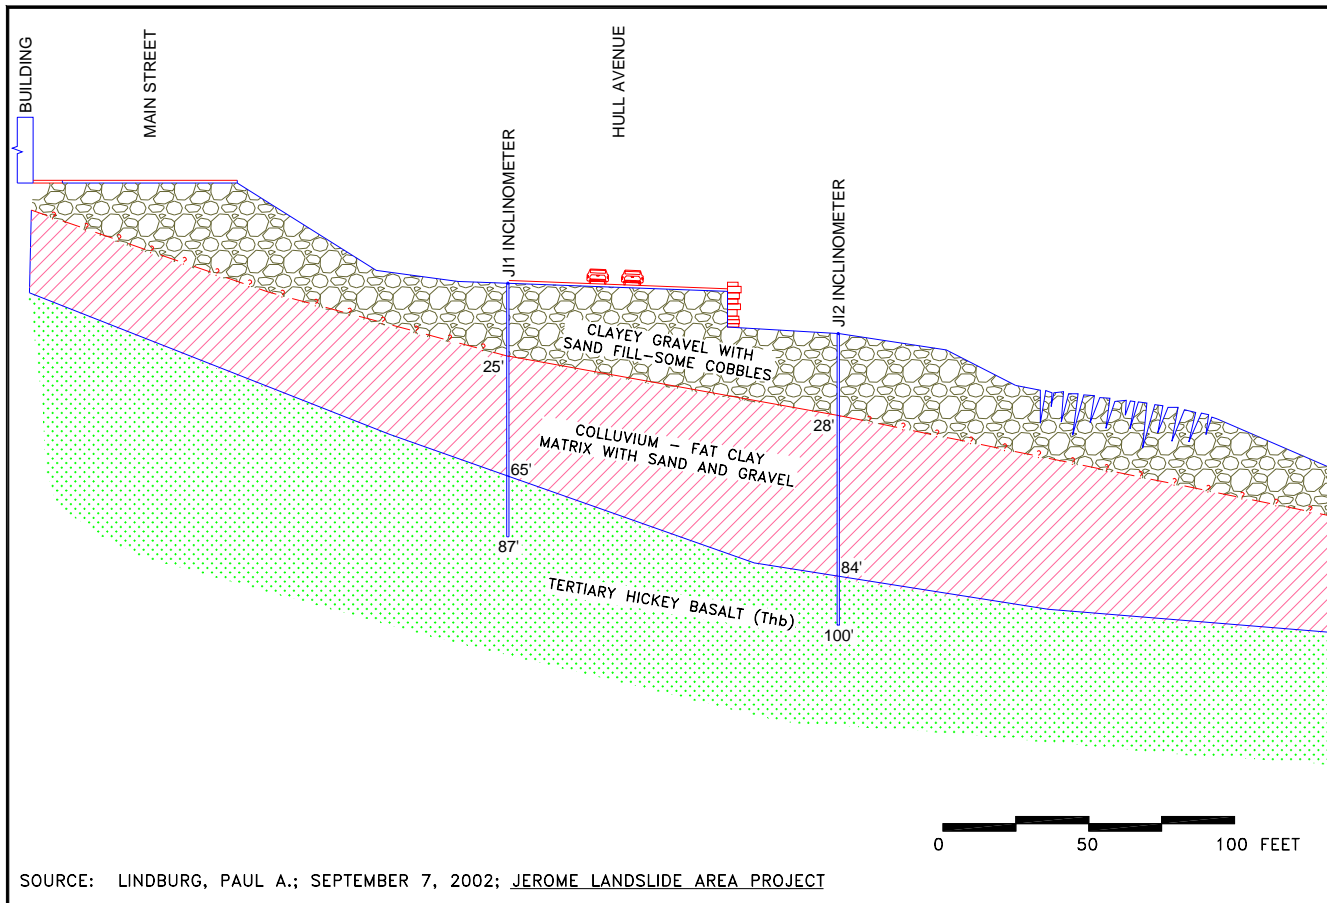 BUILDING
MAIN STREET
HULL AVENUE
JI1 INCLINOMETER
JI2 INCLINOMETER
CLAYEY GRAVEL WITH
SAND FILL-SOME COBBLES
25'
28'
COLLUVIUM - FAT CLAY
MATRIX WITH SAND AND GRAVEL
65'
87'
84'
TERTIARY HICKEY BASALT (Thb)
100'
0 50 100 FEET
SOURCE: LINDBURG, PAUL A.; SEPTEMBER 7, 2002; JEROME LANDSLIDE AREA PROJECT